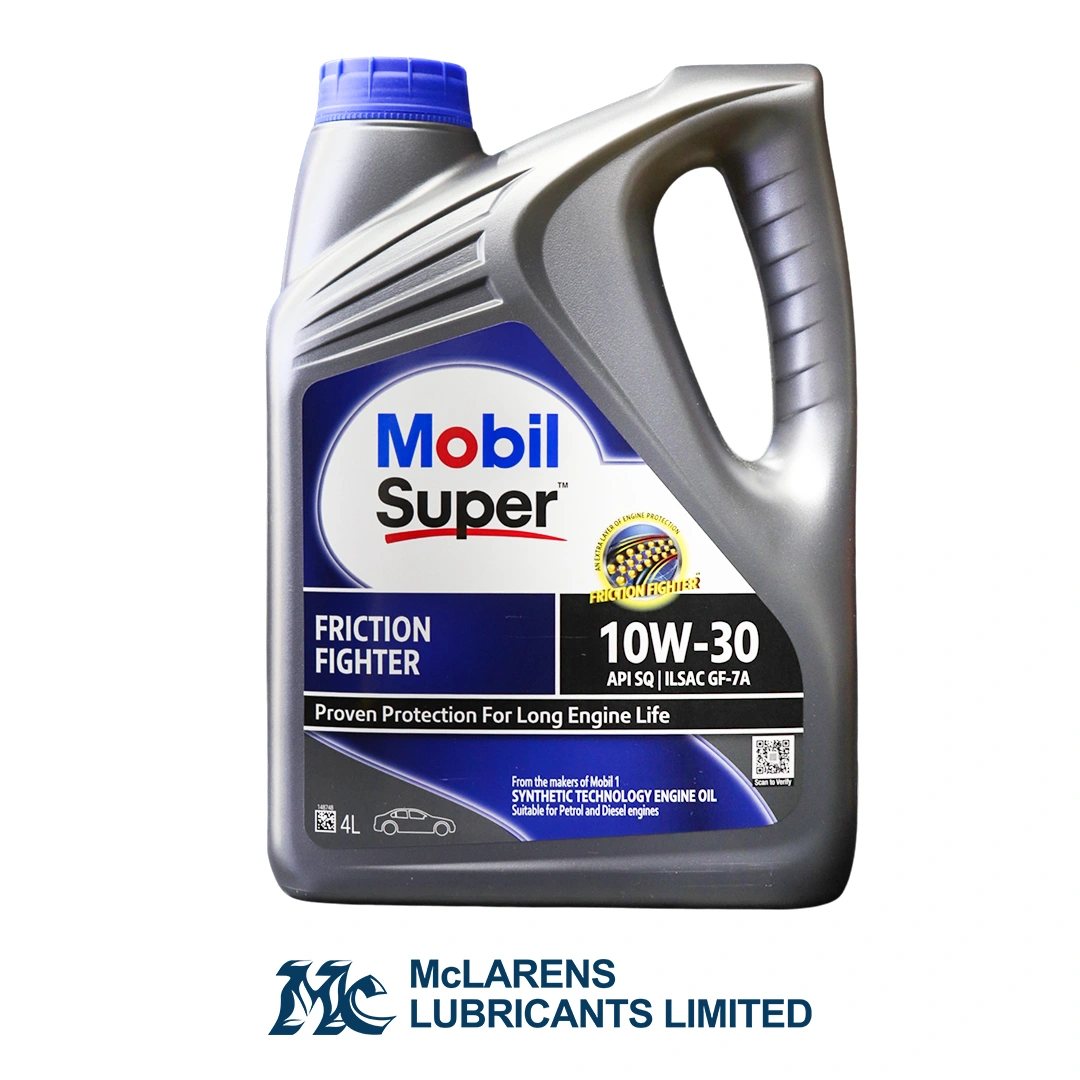 Mobil
Super™
AN EXTRA LAYER OF ENGINE PROTECTION
FRICTION FIGHTER
FRICTION
FIGHTER
10W-30
API SQ | ILSAC GF-7A
Proven Protection For Long Engine Life
Scan to Verify
From the makers of Mobil 1
SYNTHETIC TECHNOLOGY ENGINE OIL
Suitable for Petrol and Diesel engines
148748
4L
Mc
McLARENS
LUBRICANTS LIMITED